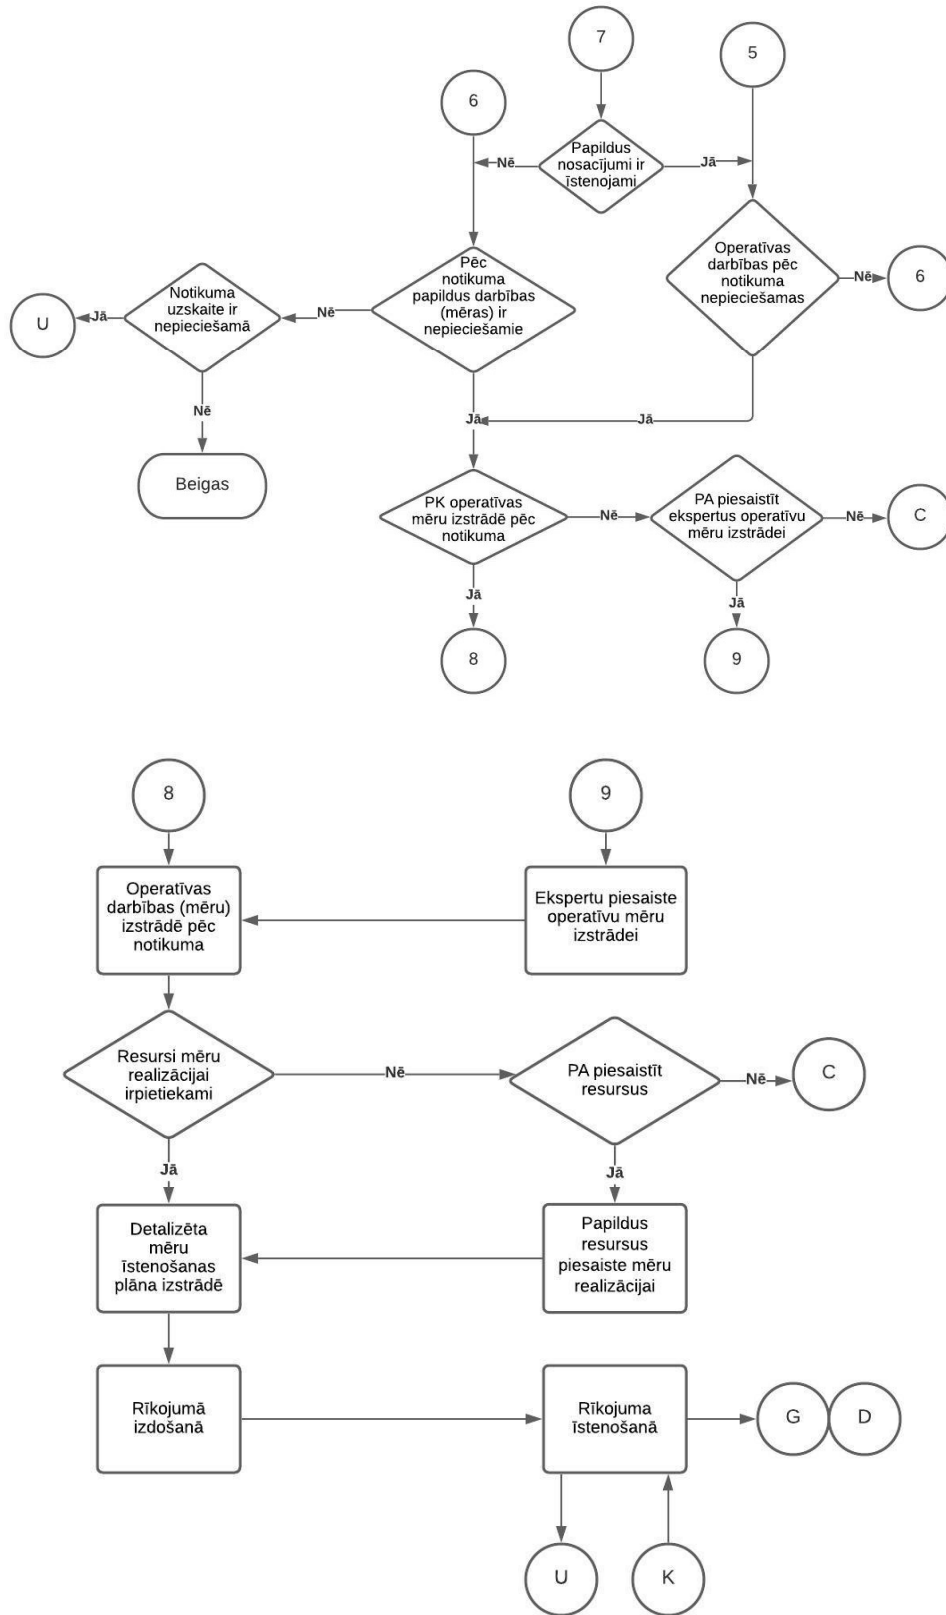 7
5
6
Papildus
nosacījumi ir
īstenojami
Nē
Jā
Operatīvas
darbības pēc
notikuma
nepieciešamas
Nē
6
Pēc
notikuma
papildus darbības
(mēras) ir
nepieciešamie
Nē
Notikuma
uzskaite ir
nepieciešamā
Jā
U
Nē
Beigas
Jā
Jā
PK operatīvas
mēru izstrādē pēc
notikuma
Nē
PA piesaistīt
ekspertus operatīvu
mēru izstrādei
Nē
C
Jā
8
Jā
9
8
9
Operatīvas
darbības (mēru)
izstrādē pēc
notikuma
Ekspertu piesaiste
operatīvu mēru
izstrādei
Resursi mēru
realizācijai
irpietiekami
Nē
PA piesaistīt
resursus
Nē
C
Jā
Jā
Detalizēta
mēru
īstenošanas
plāna izstrādē
Papildus
resursus
piesaiste mēru
realizācijai
Rīkojumā
izdošanā
Rīkojuma
īstenošanā
G
D
U
K